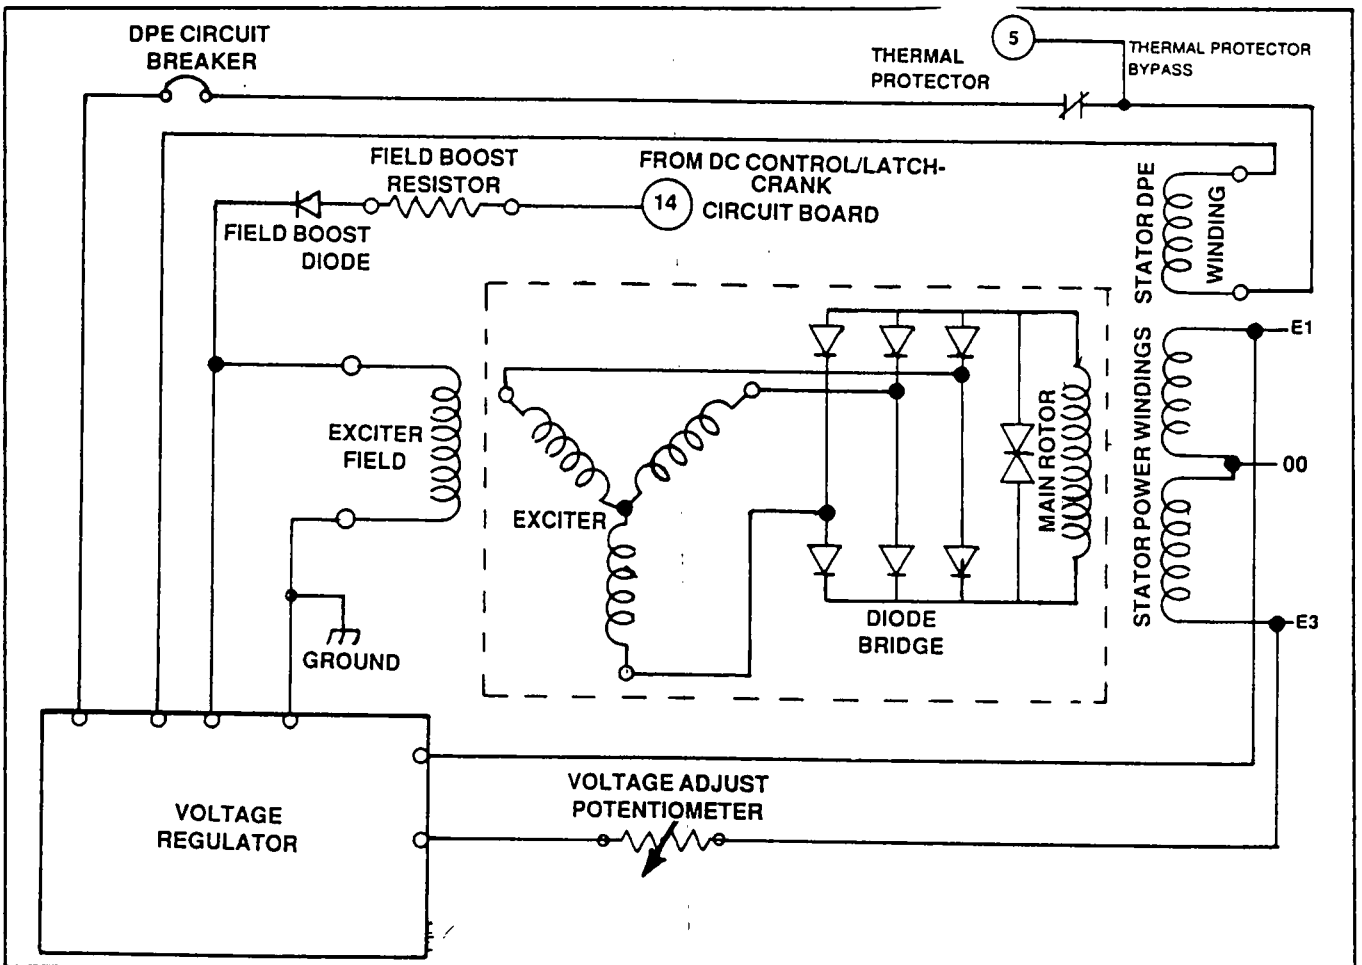 DPE CIRCUIT
BREAKER
THERMAL
PROTECTOR
5
THERMAL PROTECTOR
BYPASS
FIELD BOOST
RESISTOR
FROM DC CONTROL/LATCH-
CRANK
CIRCUIT BOARD
14
FIELD BOOST
DIODE
STATOR DPE
WINDING
E1
STATOR POWER WINDINGS
00
E3
EXCITER
FIELD
EXCITER
MAIN ROTOR
DIODE
BRIDGE
GROUND
VOLTAGE
REGULATOR
VOLTAGE ADJUST
POTENTIOMETER